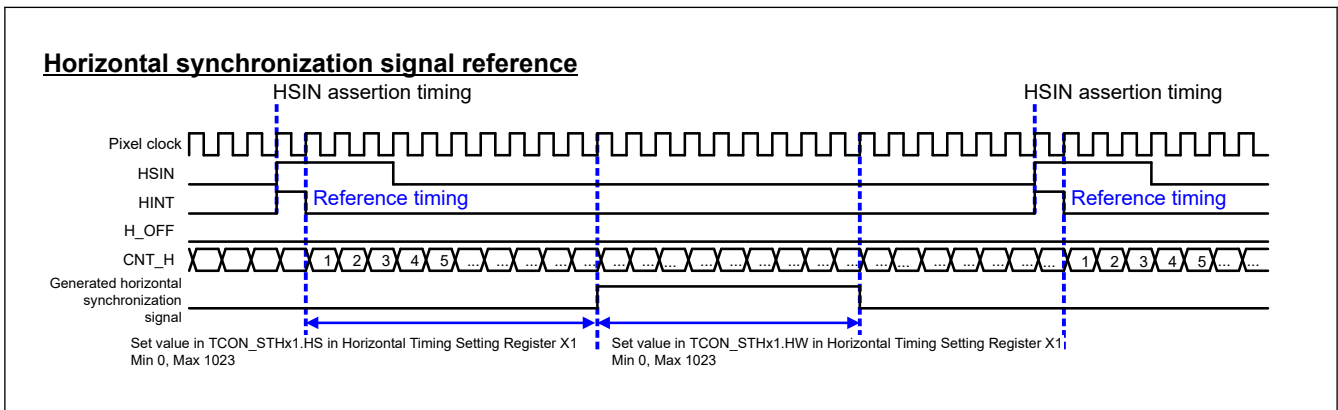 Horizontal synchronization signal reference
HSIN assertion timing HSIN assertion timing
Pixel clock
HSIN
HINT Reference timing Reference timing
H_OFF
CNT_H 1 2 3 4 5 ... ... ... ... ... ... ... ... ... ... ... ... ... ... ... ... ... ... ... ... 1 2 3 4 5 ... ...
Generated horizontal
synchronization
signal
Set value in TCON_STHx1.HS in Horizontal Timing Setting Register X1 Set value in TCON_STHx1.HW in Horizontal Timing Setting Register X1
Min 0, Max 1023 Min 0, Max 1023